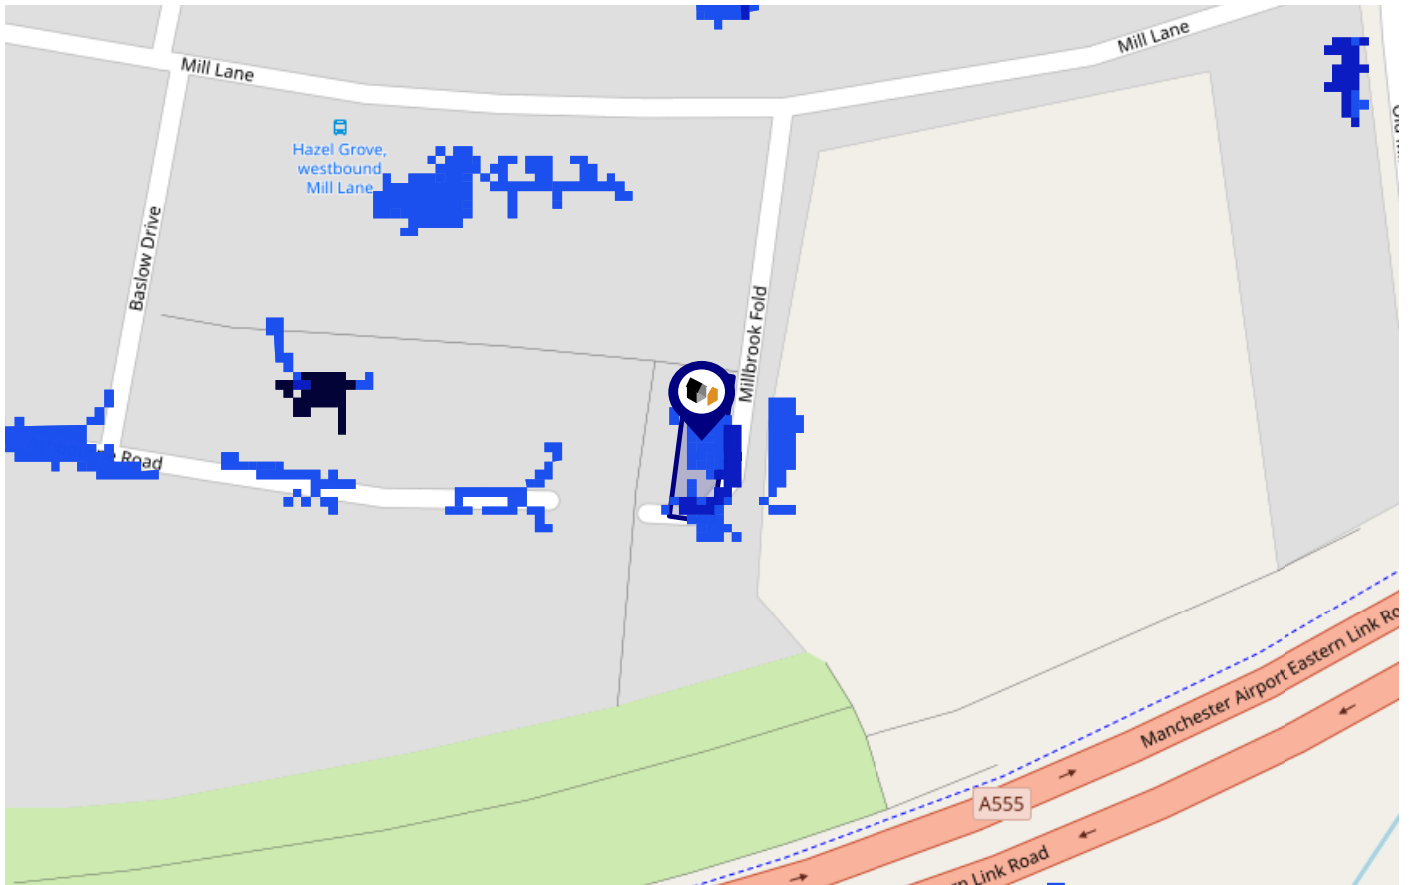 Mill Lane
Mill Lane
Hazel Grove,
westbound
Mill Lane
Baslow Drive
Millbrook Fold
Road
Manchester Airport Eastern Link Ro
A555
Link Road